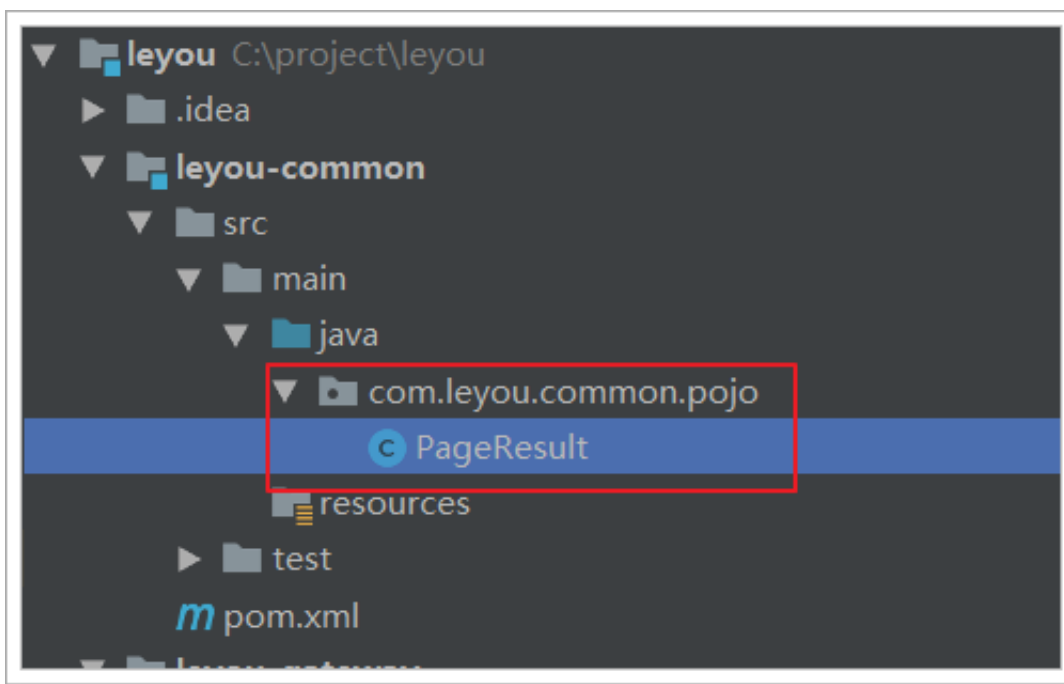 leyou C:\project\leyou
.idea
leyou-common
src
main
java
com.leyou.common.pojo
C PageResult
resources
test
m pom.xml